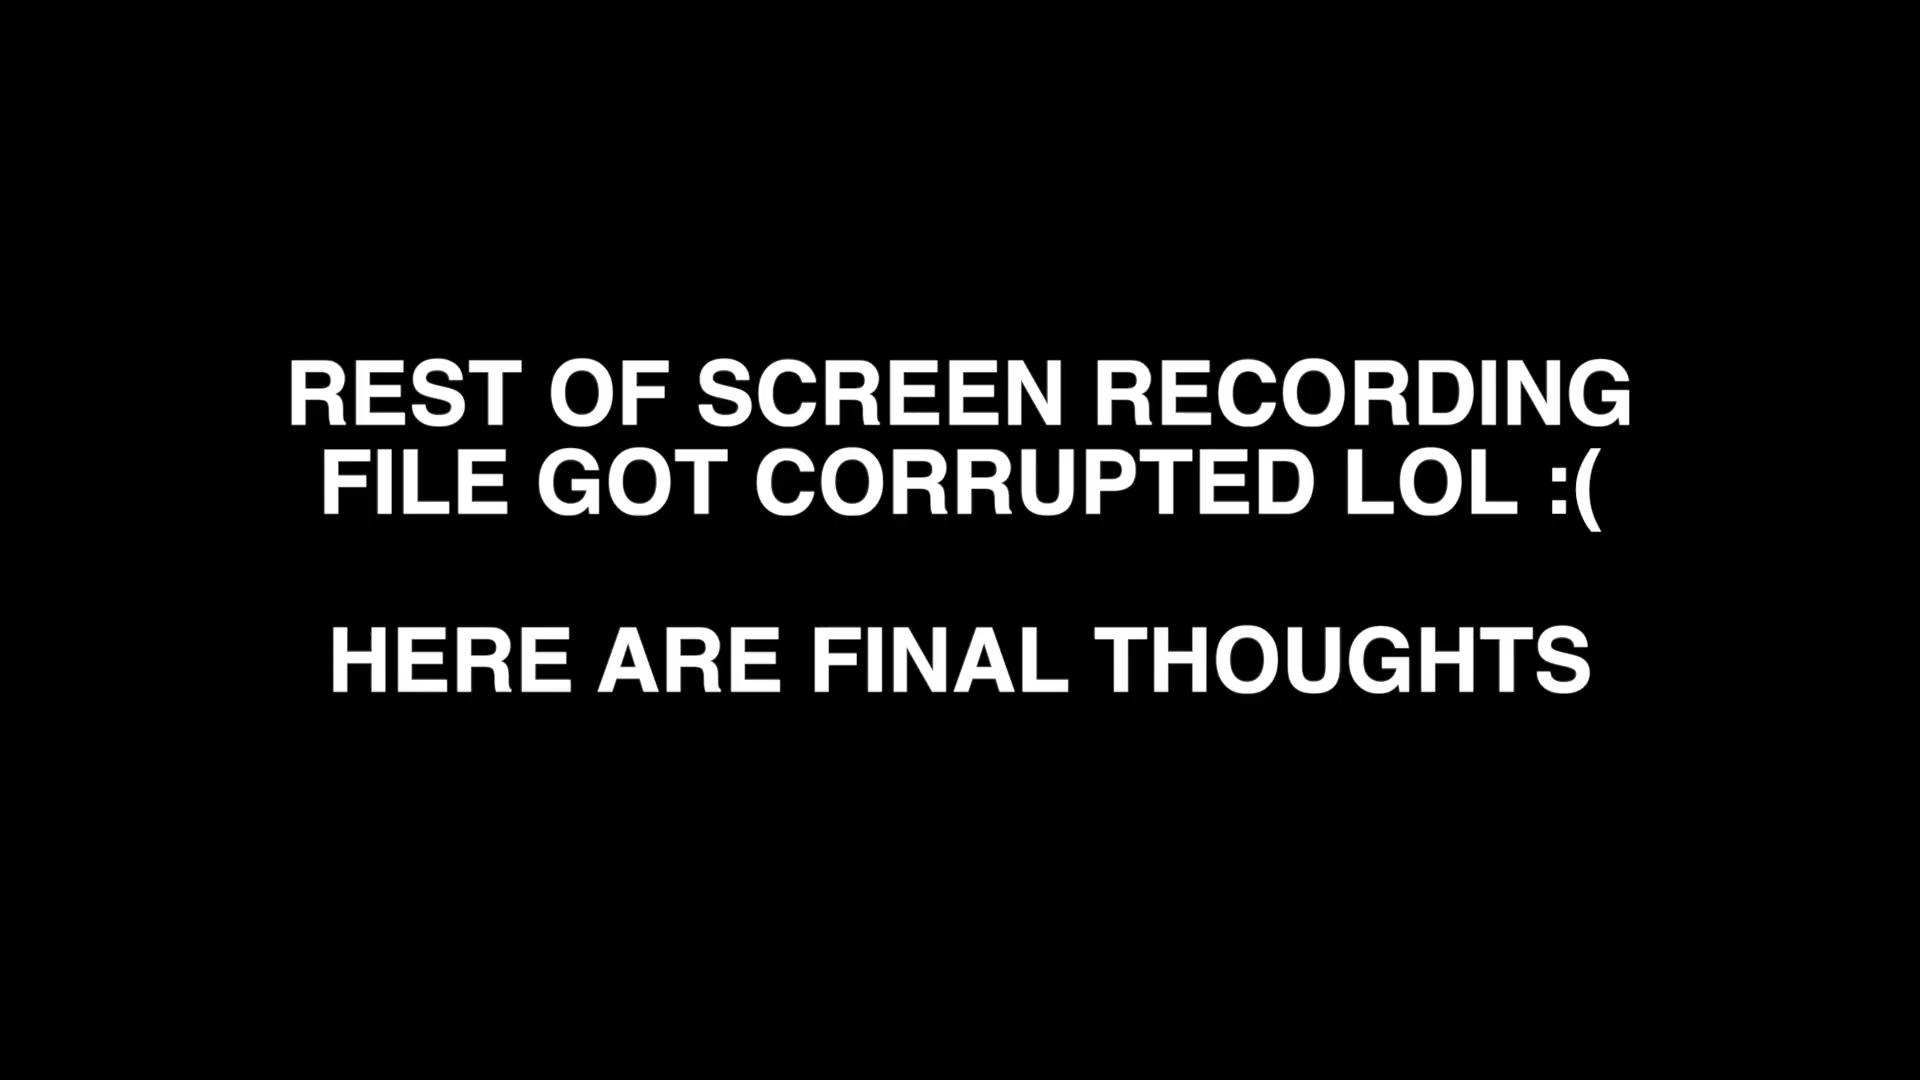 REST OF SCREEN RECORDING
FILE GOT CORRUPTED LOL :(
HERE ARE FINAL THOUGHTS